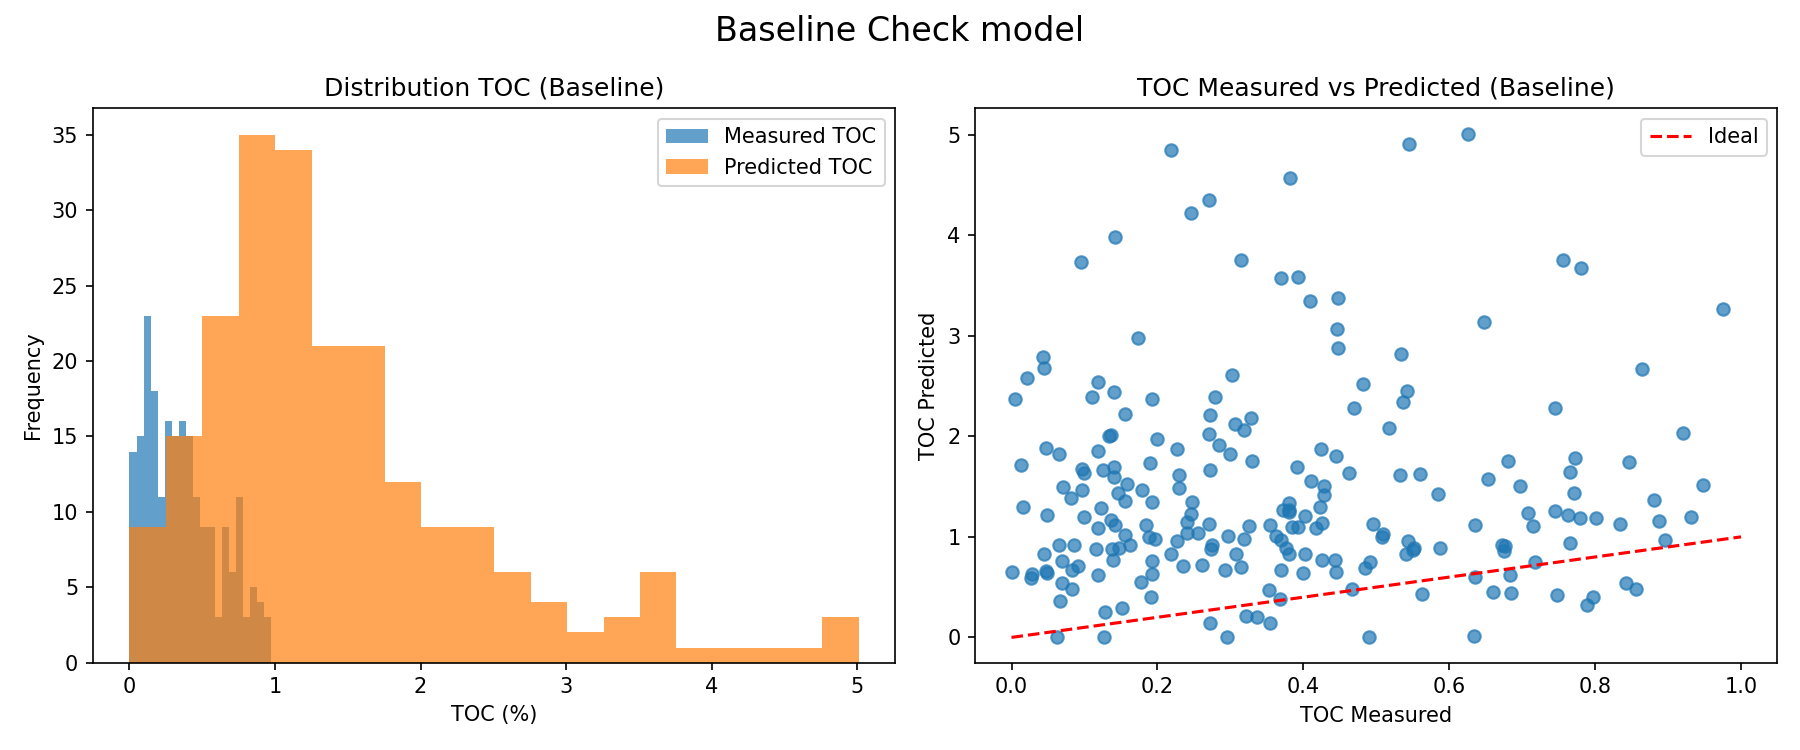 Baseline Check model
Distribution TOC (Baseline)
Measured TOC
Predicted TOC
Frequency
35
30
25
20
15
10
5
0
0 1 2 3 4 5
TOC (%)
TOC Measured vs Predicted (Baseline)
Ideal
TOC Predicted
5
4
3
2
1
0
0.0 0.2 0.4 0.6 0.8 1.0
TOC Measured